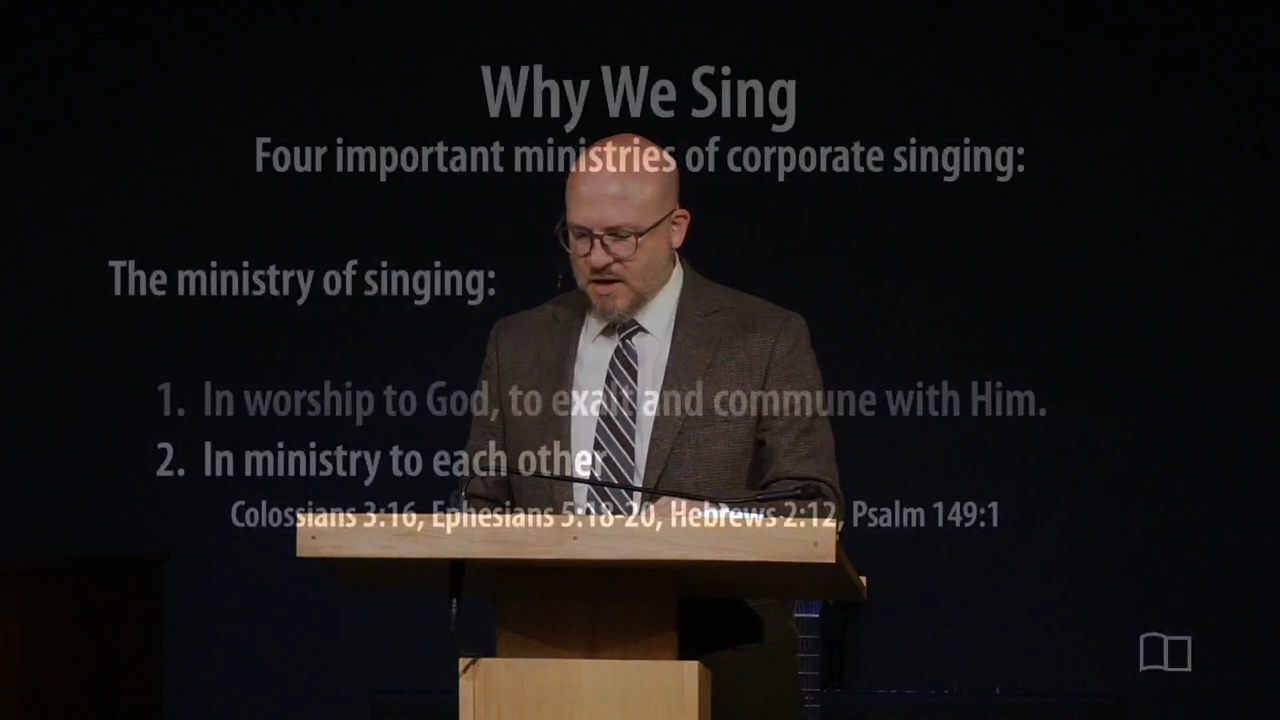 Why We Sing
Four important ministries of corporate singing:
The ministry of singing:
1. In worship to God, to exalt and commune with Him.
2. In ministry to each other
Colossians 3:16, Ephesians 5:18-20, Hebrews 2:12, Psalm 149:1